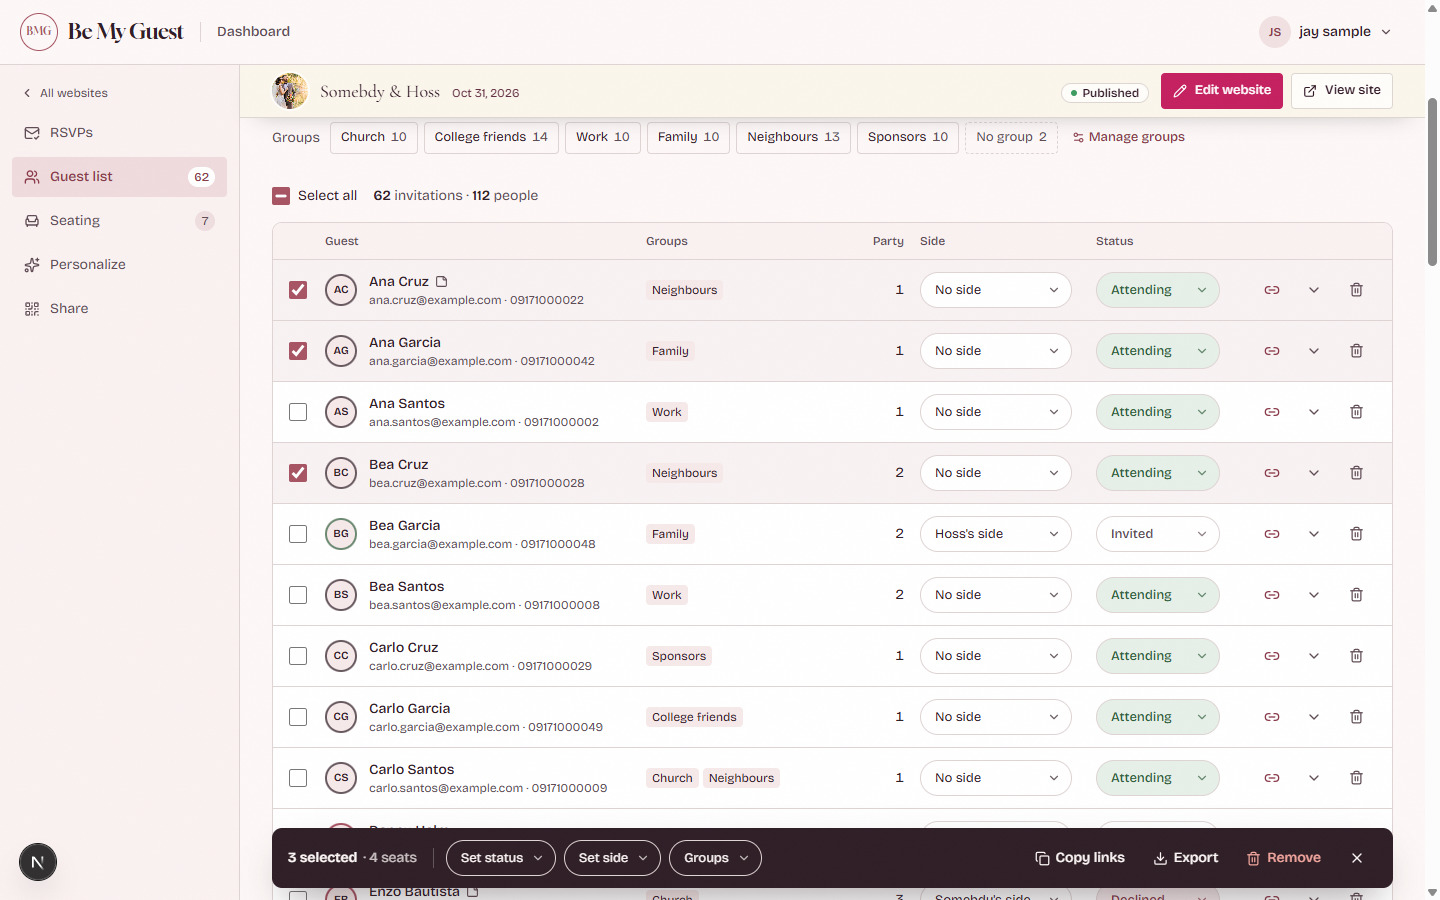 BMG Be My Guest Dashboard JS jay sample
All websites
RSVPs
Guest list 62
Seating 7
Personalize
Share
Somebdy & Hoss Oct 31, 2026 Published Edit website View site
Groups Church 10 College friends 14 Work 10 Family 10 Neighbours 13 Sponsors 10 No group 2 Manage groups
Select all 62 invitations · 112 people
Guest Groups Party Side Status
AC Ana Cruz Neighbours 1 No side Attending
ana.cruz@example.com · 09171000022
AG Ana Garcia Family 1 No side Attending
ana.garcia@example.com · 09171000042
AS Ana Santos Work 1 No side Attending
ana.santos@example.com · 09171000002
BC Bea Cruz Neighbours 2 No side Attending
bea.cruz@example.com · 09171000028
BG Bea Garcia Family 2 Hoss's side Invited
bea.garcia@example.com · 09171000048
BS Bea Santos Work 2 No side Attending
bea.santos@example.com · 09171000008
CC Carlo Cruz Sponsors 1 No side Attending
carlo.cruz@example.com · 09171000029
CG Carlo Garcia College friends 1 No side Attending
carlo.garcia@example.com · 09171000049
CS Carlo Santos Church Neighbours 1 No side Attending
carlo.santos@example.com · 09171000009
3 selected · 4 seats Set status Set side Groups Copy links Export Remove
N
Enzo Bautista Church 3 Somebdy's side Declined